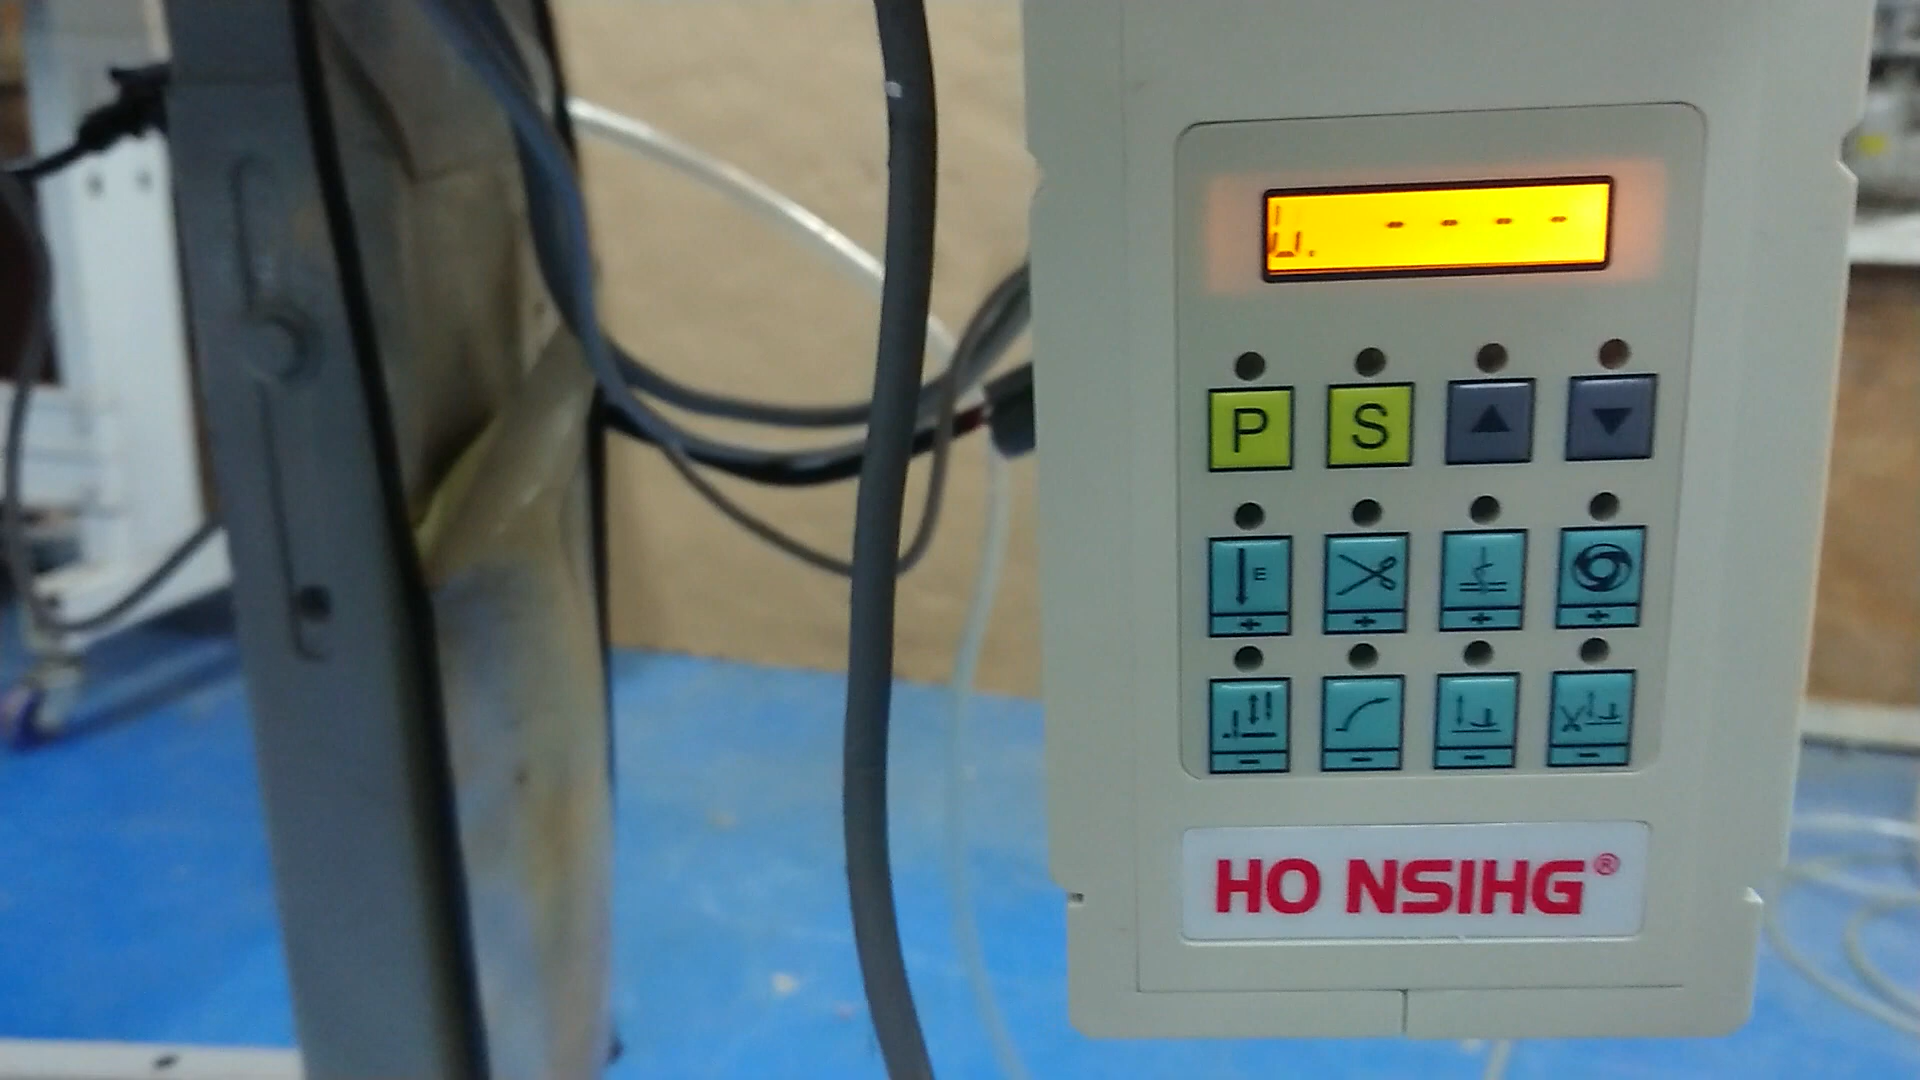 - - - -
P S
E
+ + + +
- - - -
HO NSIHG®